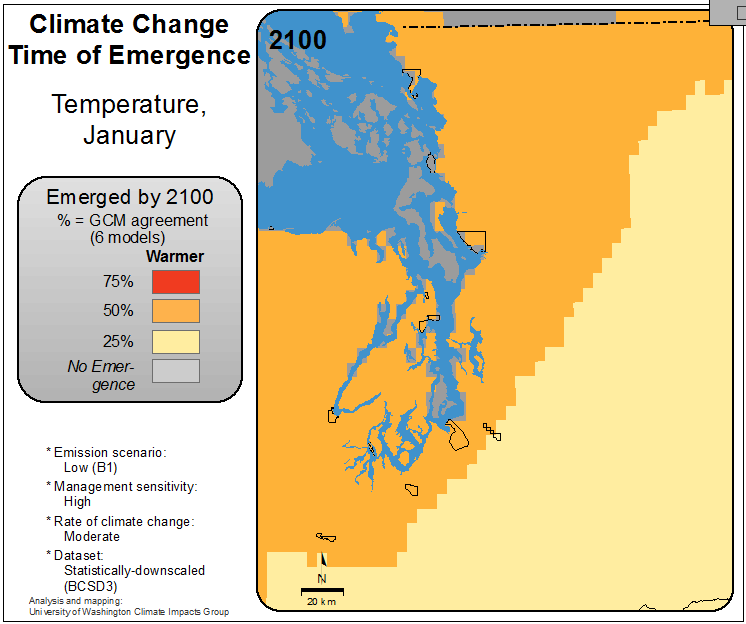 Climate Change
Time of Emergence
Temperature,
January
Emerged by 2100
% = GCM agreement
(6 models)
Warmer
75%
50%
25%
No Emer-
gence
* Emission scenario:
Low (B1)
* Management sensitivity:
High
* Rate of climate change:
Moderate
* Dataset:
Statistically-downscaled
(BCSD3)
Analysis and mapping:
University of Washington Climate Impacts Group
2100
N
20 km